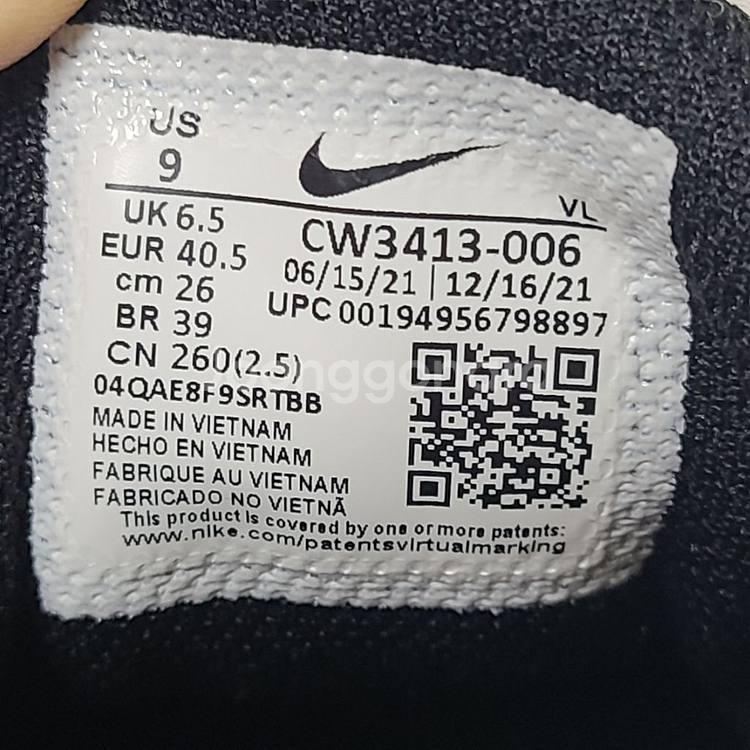 US
9
VL
UK 6.5
EUR 40.5
cm 26
BR 39
CN 260(2.5)
CW3413-006
06/15/21 | 12/16/21
UPC 00194956798897
04QAE8F9SRTBB
MADE IN VIETNAM
HECHO EN VIETNAM
FABRIQUE AU VIETNAM
FABRICADO NO VIETNÃ
This product is covered by one or more patents:
www.nike.com/patentsvirtualmarking